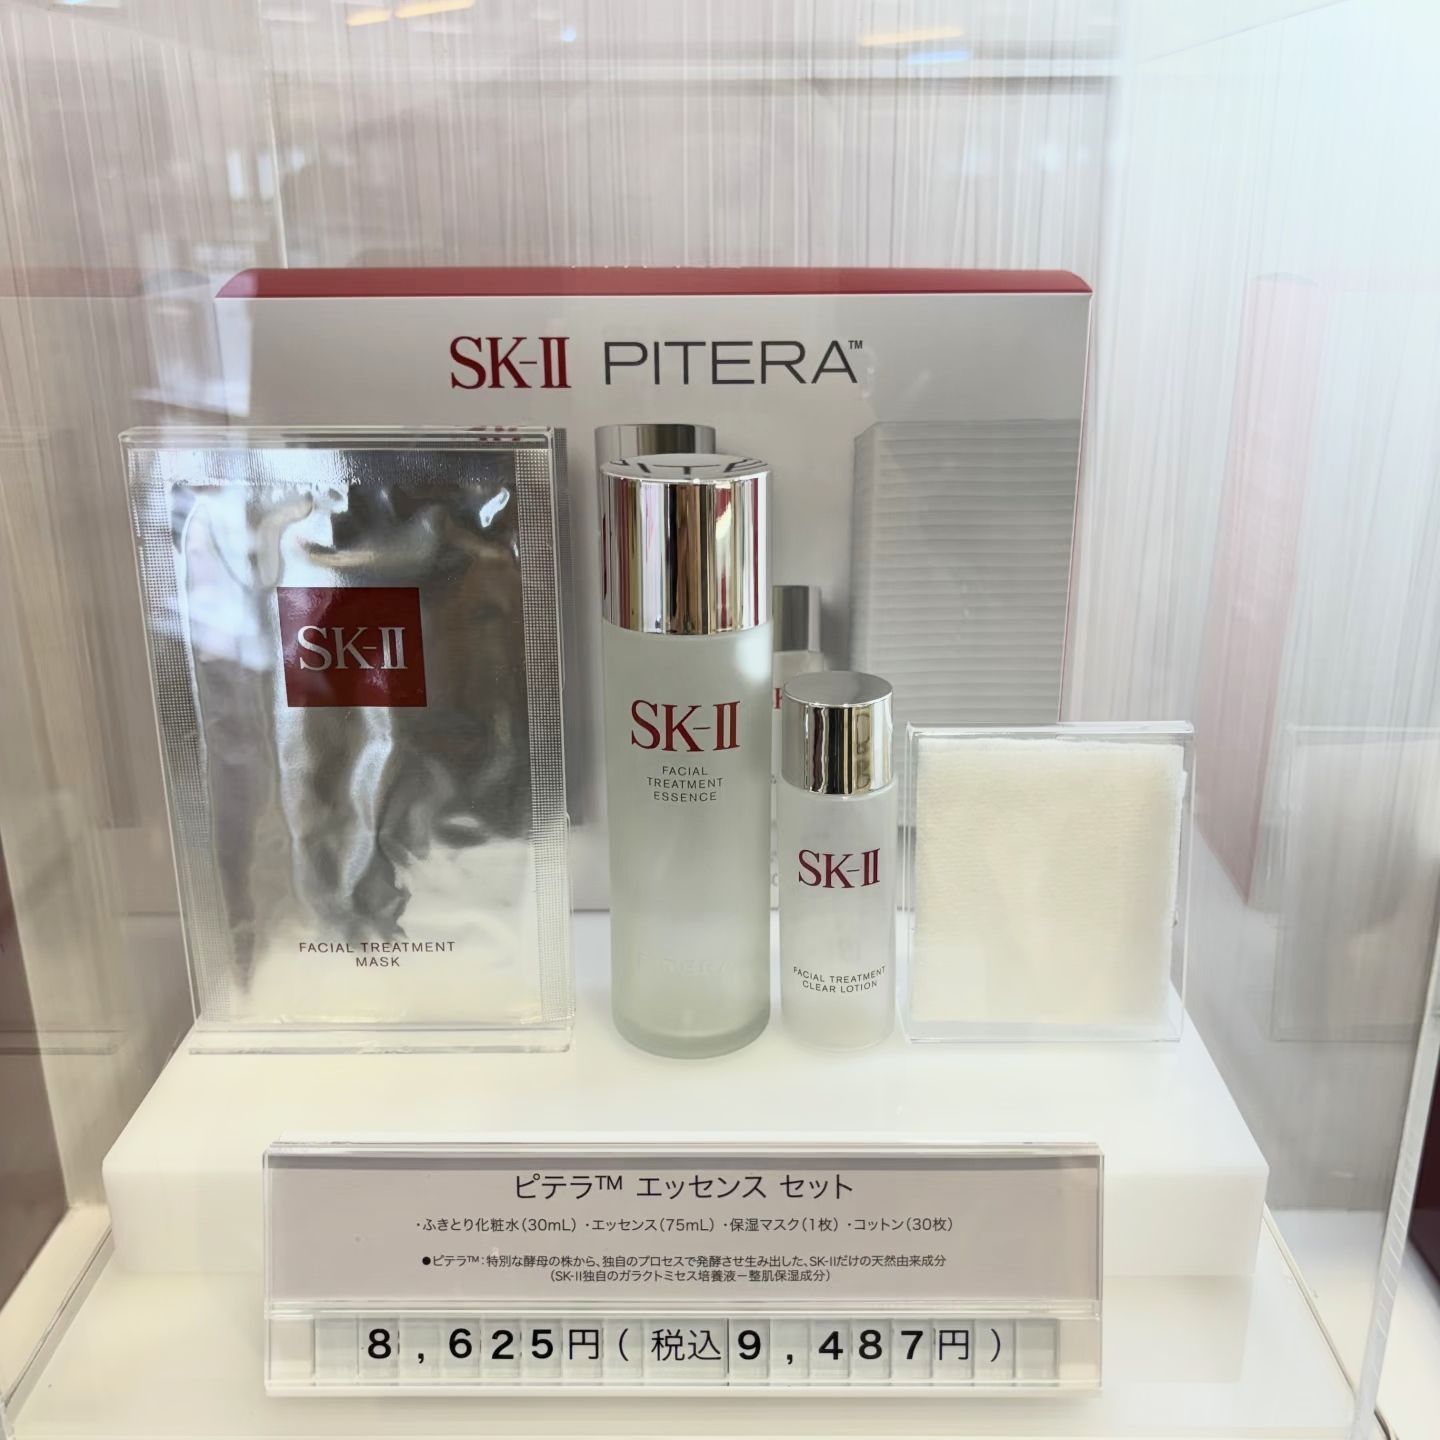 SK-II PITERA™
SK-II
FACIAL TREATMENT
MASK
SK-II
FACIAL
TREATMENT
ESSENCE
SK-II
FACIAL TREATMENT
CLEAR LOTION
ピテラ™ エッセンス セット
・ふきとり化粧水(30mL) ・エッセンス(75mL) ・保湿マスク(1枚) ・コットン(30枚)
●ピテラ™:特別な酵母の株から、独自のプロセスで発酵させ生み出した、SK-IIだけの天然由来成分
(SK-II独自のガラクトミセス培養液－整肌保湿成分)
8,625円(税込9,487円)